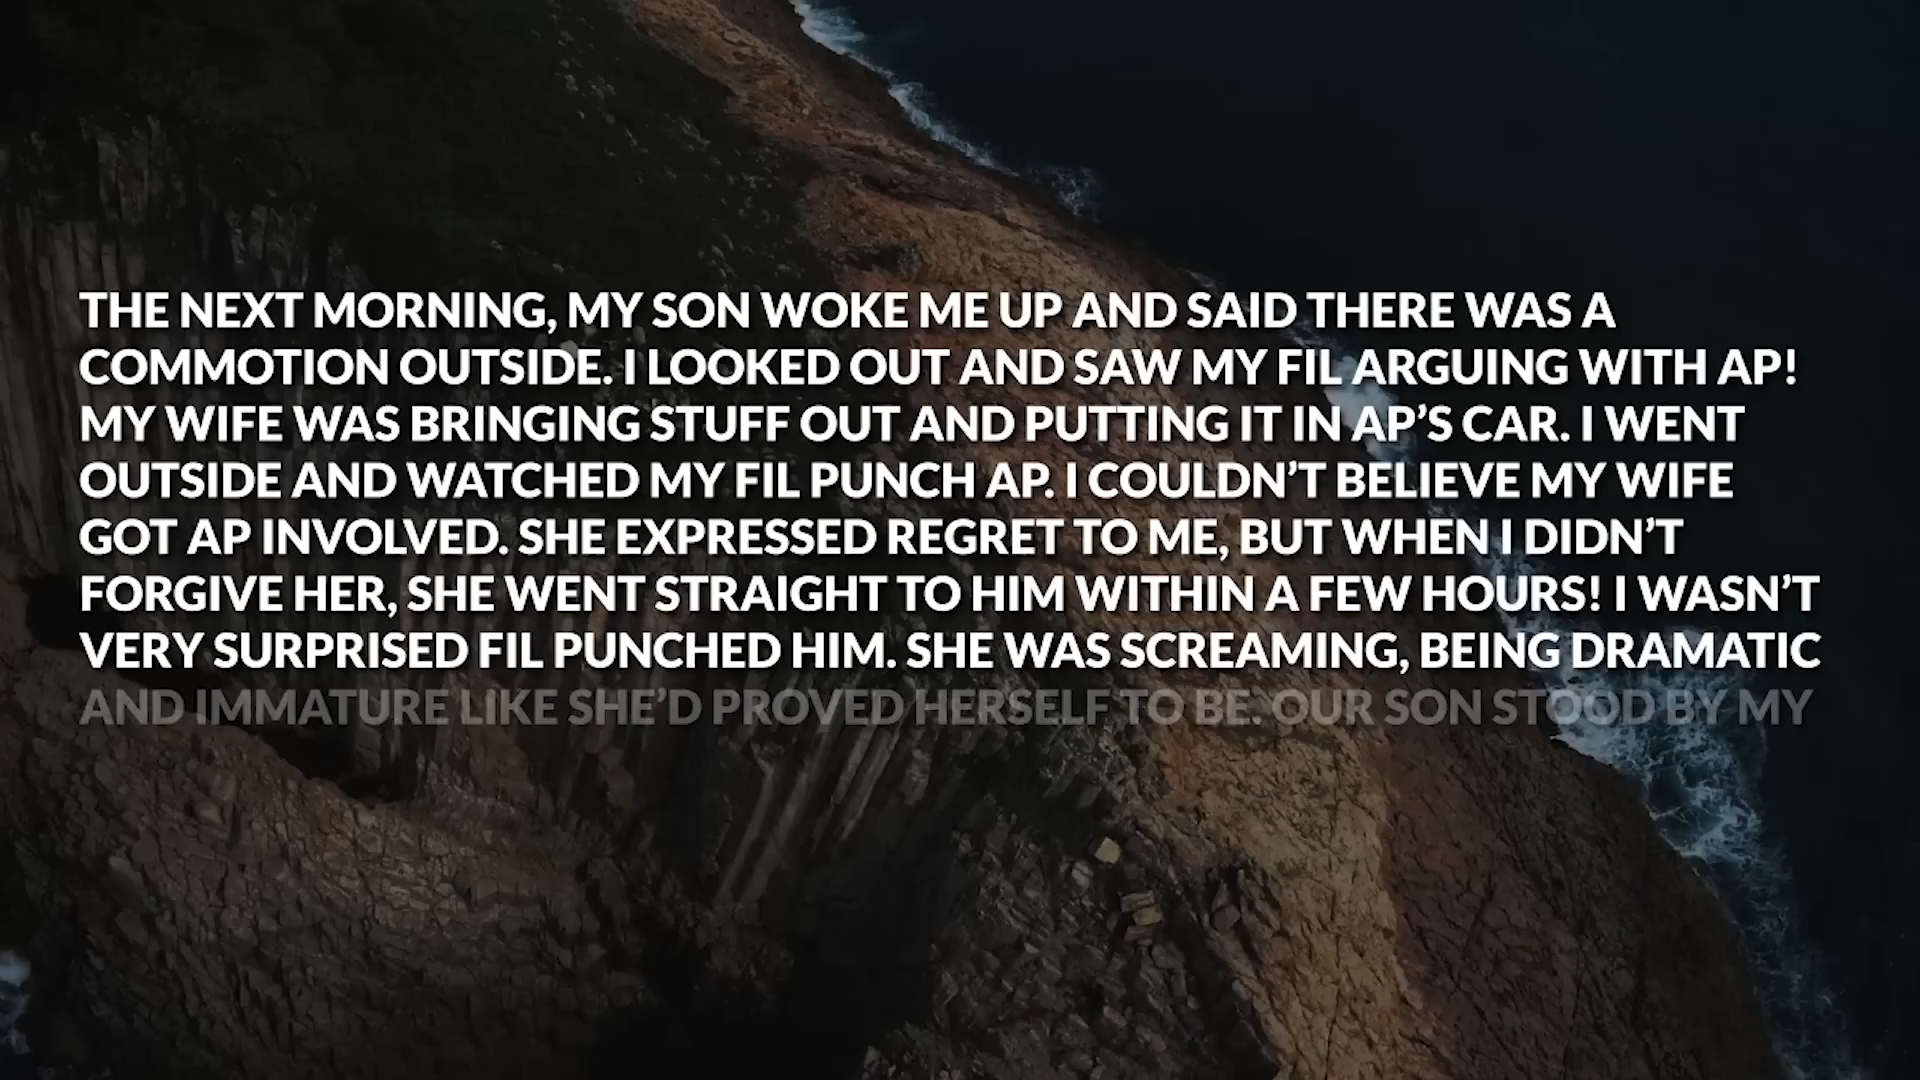 THE NEXT MORNING, MY SON WOKE ME UP AND SAID THERE WAS A
COMMOTION OUTSIDE. I LOOKED OUT AND SAW MY FIL ARGUING WITH AP!
MY WIFE WAS BRINGING STUFF OUT AND PUTTING IT IN AP’S CAR. I WENT
OUTSIDE AND WATCHED MY FIL PUNCH AP. I COULDN’T BELIEVE MY WIFE
GOT AP INVOLVED. SHE EXPRESSED REGRET TO ME, BUT WHEN I DIDN’T
FORGIVE HER, SHE WENT STRAIGHT TO HIM WITHIN A FEW HOURS! I WASN’T
VERY SURPRISED FIL PUNCHED HIM. SHE WAS SCREAMING, BEING DRAMATIC
AND IMMATURE LIKE SHE’D PROVED HERSELF TO BE. OUR SON STOOD BY MY